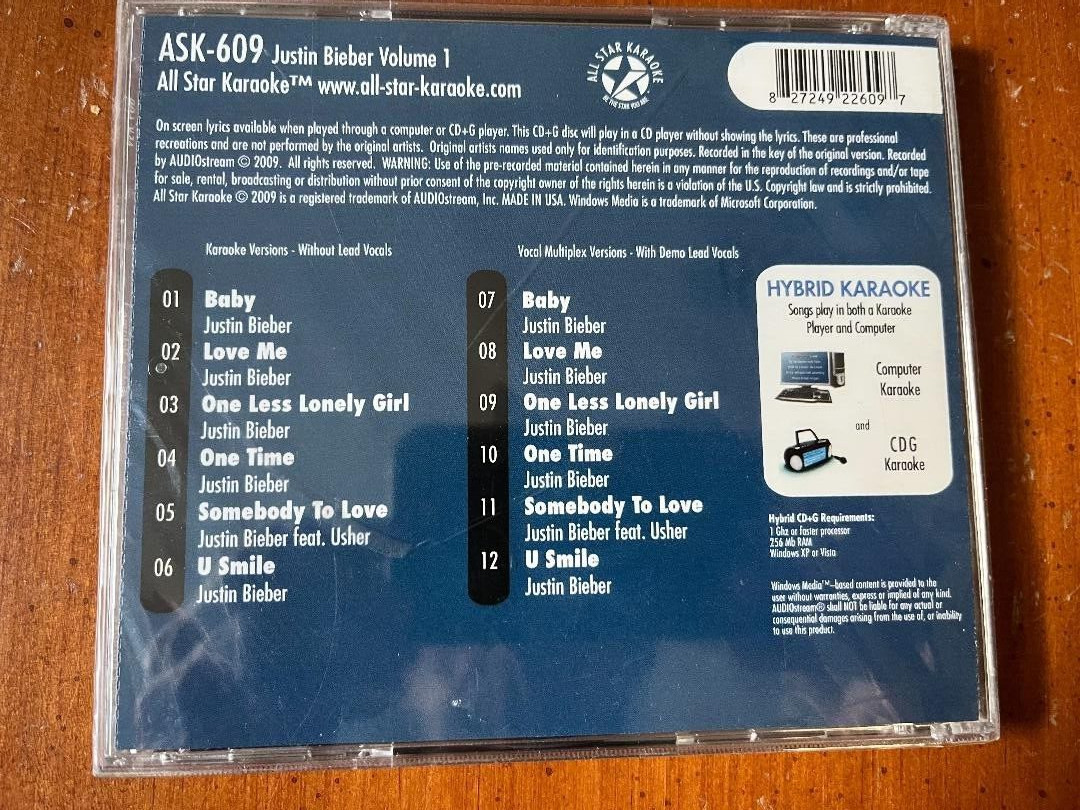 ASK-609 Justin Bieber Volume 1
All Star Karaoke™ www.all-star-karaoke.com
ALL STAR KARAOKE
BE THE STAR YOU ARE
8 27249 22609 7
On screen lyrics available when played through a computer or CD+G player. This CD+G disc will play in a CD player without showing the lyrics. These are professional
recreations and are not performed by the original artists. Original artists names used only for identification purposes. Recorded in the key of the original version. Recorded
by AUDIOstream © 2009. All rights reserved. WARNING: Use of the pre-recorded material contained herein in any manner for the reproduction of recordings and/or tape
for sale, rental, broadcasting or distribution without prior consent of the copyright owner of the rights herein is a violation of the U.S. Copyright law and is strictly prohibited.
All Star Karaoke © 2009 is a registered trademark of AUDIOstream, Inc. MADE IN USA. Windows Media is a trademark of Microsoft Corporation.
Karaoke Versions - Without Lead Vocals
01 Baby
Justin Bieber
02 Love Me
Justin Bieber
03 One Less Lonely Girl
Justin Bieber
04 One Time
Justin Bieber
05 Somebody To Love
Justin Bieber feat. Usher
06 U Smile
Justin Bieber
Vocal Multiplex Versions - With Demo Lead Vocals
07 Baby
Justin Bieber
08 Love Me
Justin Bieber
09 One Less Lonely Girl
Justin Bieber
10 One Time
Justin Bieber
11 Somebody To Love
Justin Bieber feat. Usher
12 U Smile
Justin Bieber
HYBRID KARAOKE
Songs play in both a Karaoke
Player and Computer
Computer
Karaoke
and
CDG
Karaoke
Hybrid CD+G Requirements:
1 Ghz or faster processor
256 Mb RAM
Windows XP or Vista
Windows Media™-based content is provided to the
user without warranties, express or implied of any kind.
AUDIOstream® shall NOT be liable for any actual or
consequential damages arising from the use of, or inability
to use this product.